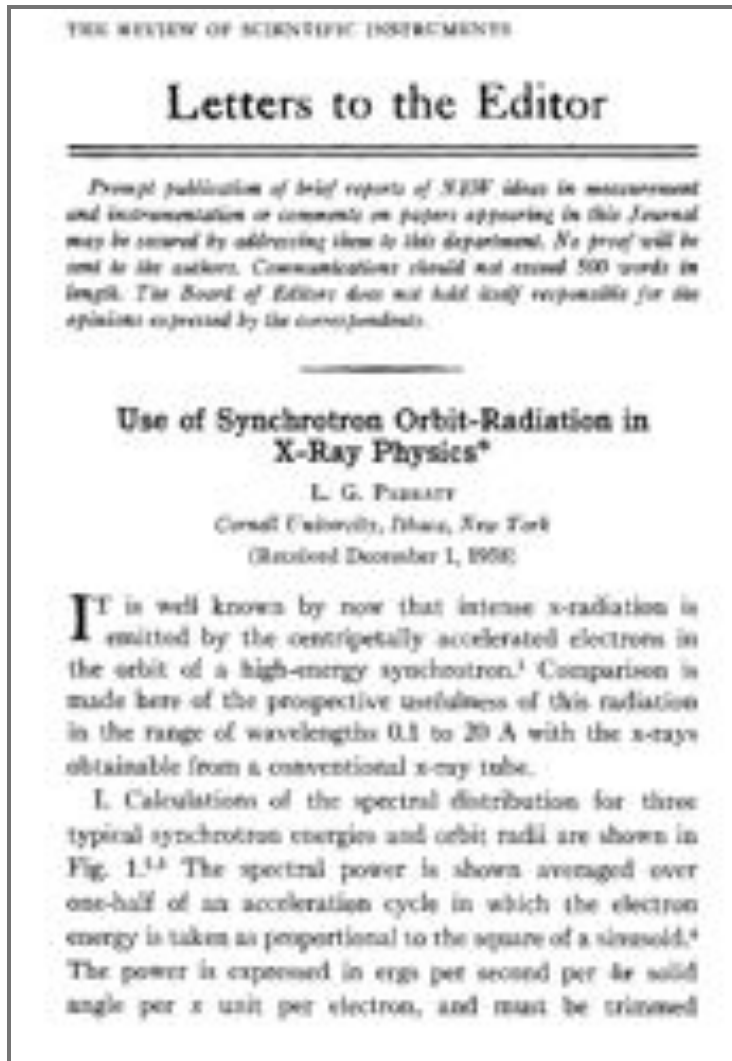 THE REVIEW OF SCIENTIFIC INSTRUMENTS
Letters to the Editor
Prompt publication of brief reports of NEW ideas in measurement
and instrumentation or comments on papers appearing in this Journal
may be secured by addressing them to this department. No proof will be
sent to the authors. Communications should not exceed 500 words in
length. The Board of Editors does not hold itself responsible for the
opinions expressed by the correspondents.
Use of Synchrotron Orbit-Radiation in
X-Ray Physics*
L. G. PARRATT
Cornell University, Ithaca, New York
(Received December 1, 1958)
IT is well known by now that intense x-radiation is
emitted by the centripetally accelerated electrons in
the orbit of a high-energy synchrotron.¹ Comparison is
made here of the prospective usefulness of this radiation
in the range of wavelengths 0.1 to 20 A with the x-rays
obtainable from a conventional x-ray tube.
I. Calculations of the spectral distribution for three
typical synchrotron energies and orbit radii are shown in
Fig. 1. The spectral power is shown averaged over
one-half of an acceleration cycle in which the electron
energy is taken as proportional to the square of a sinusoid.⁴
The power is expressed in ergs per second per 4π solid
angle per x unit per electron, and must be trimmed